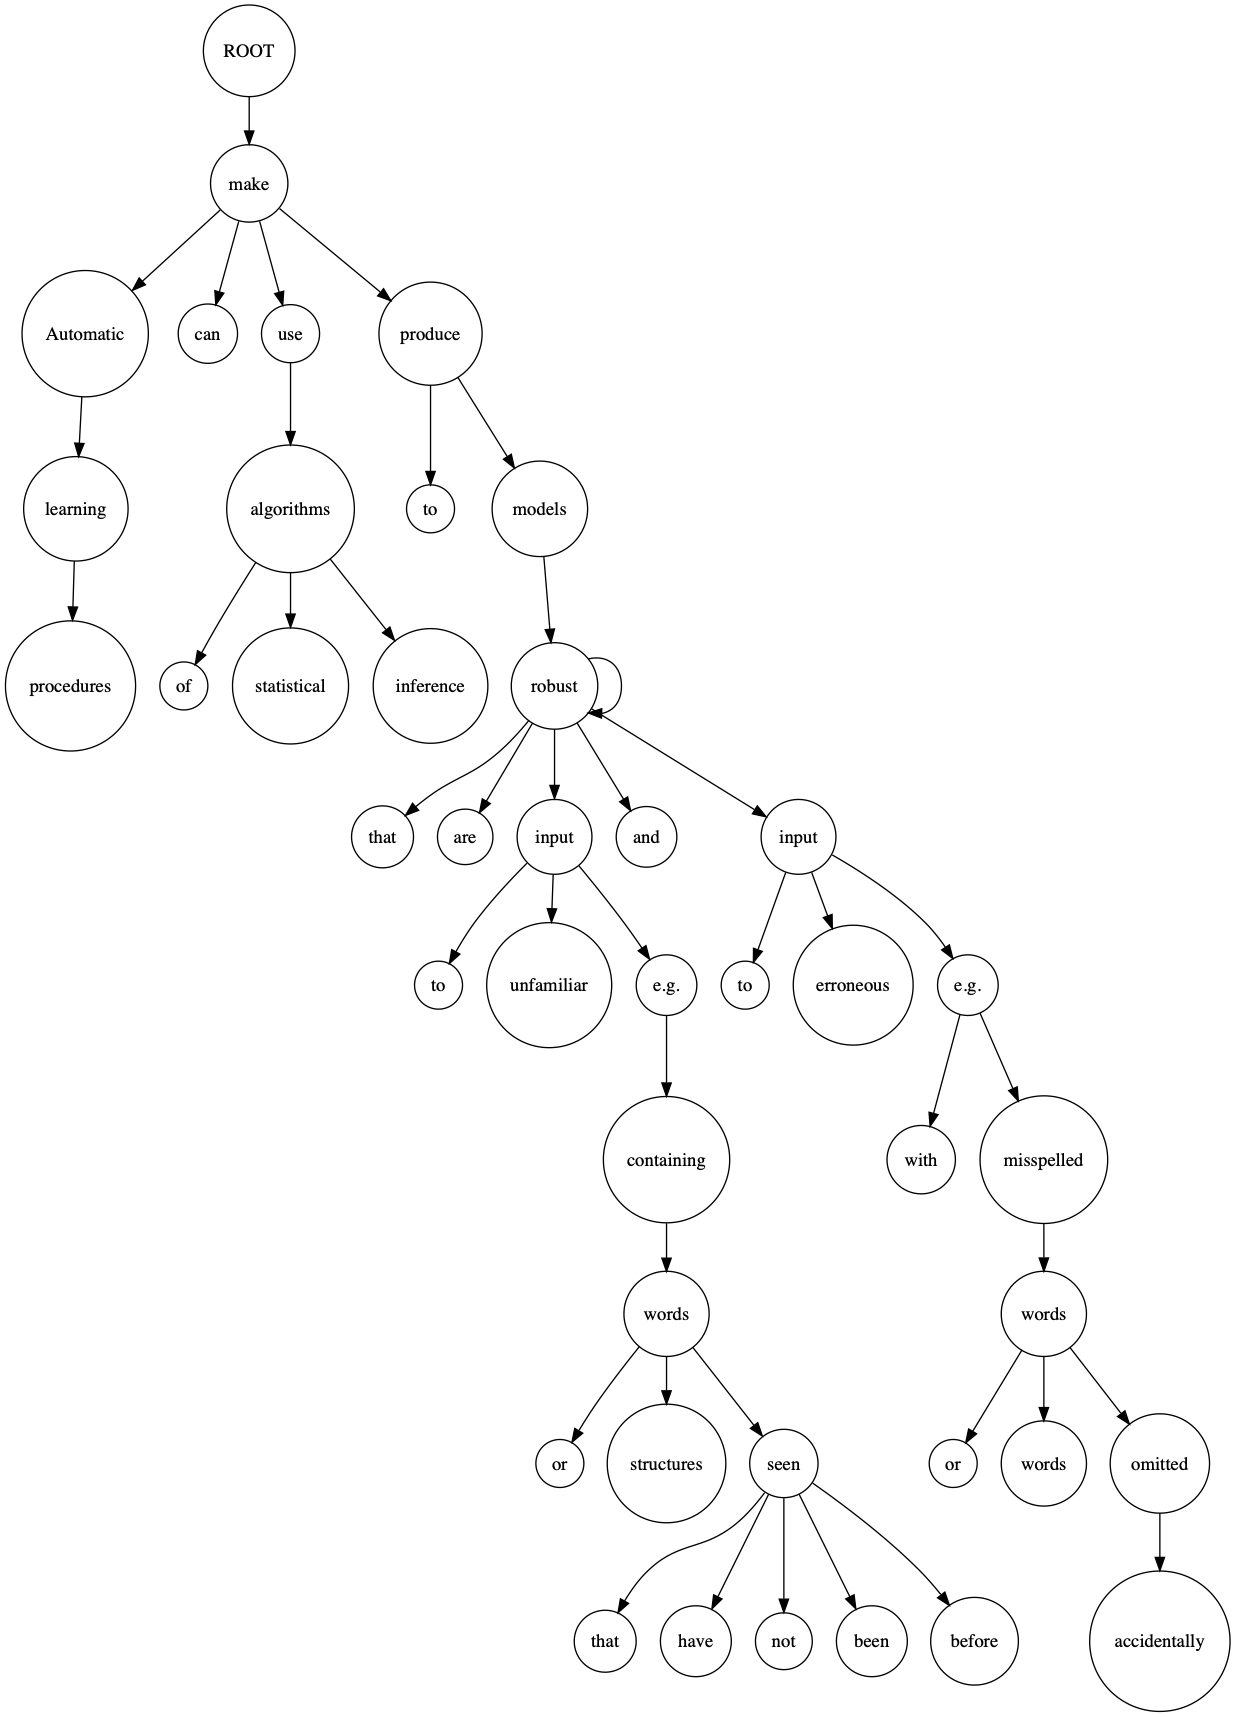 ROOT
make
Automatic can use produce
learning algorithms to models
procedures of statistical inference robust
that are input and input
to unfamiliar e.g. to erroneous e.g.
containing with misspelled
words words
or structures seen or words omitted
that have not been before accidentally